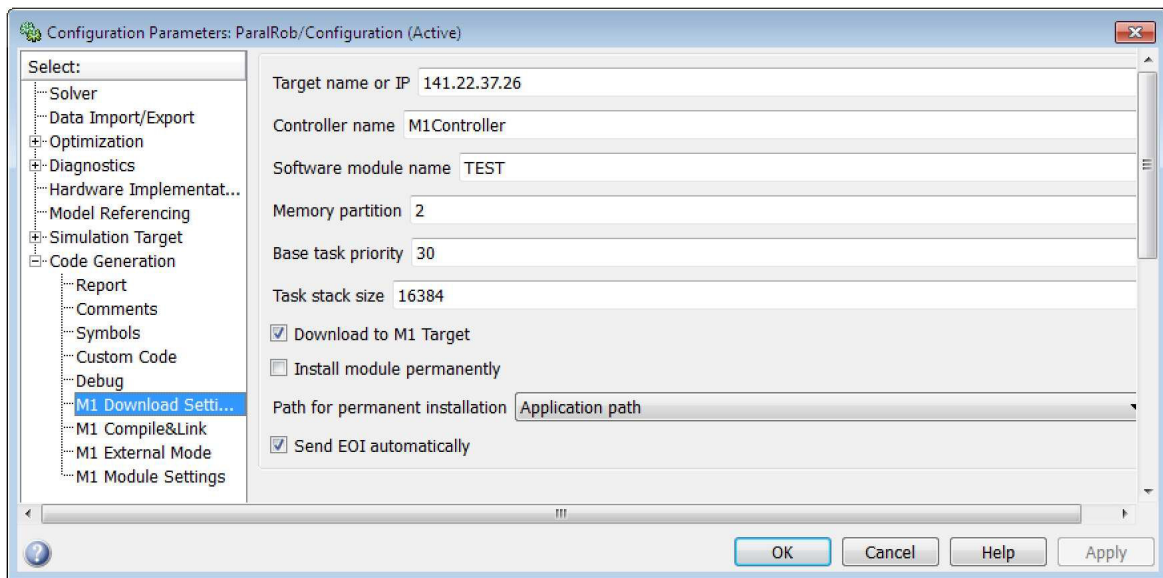 Configuration Parameters: ParalRob/Configuration (Active)
Select:
Solver
Data Import/Export
Optimization
Diagnostics
Hardware Implementat...
Model Referencing
Simulation Target
Code Generation
Report
Comments
Symbols
Custom Code
Debug
M1 Download Setti...
M1 Compile&Link
M1 External Mode
M1 Module Settings
Target name or IP 141.22.37.26
Controller name M1Controller
Software module name TEST
Memory partition 2
Base task priority 30
Task stack size 16384
Download to M1 Target
Install module permanently
Path for permanent installation Application path
Send EOI automatically
OK Cancel Help Apply